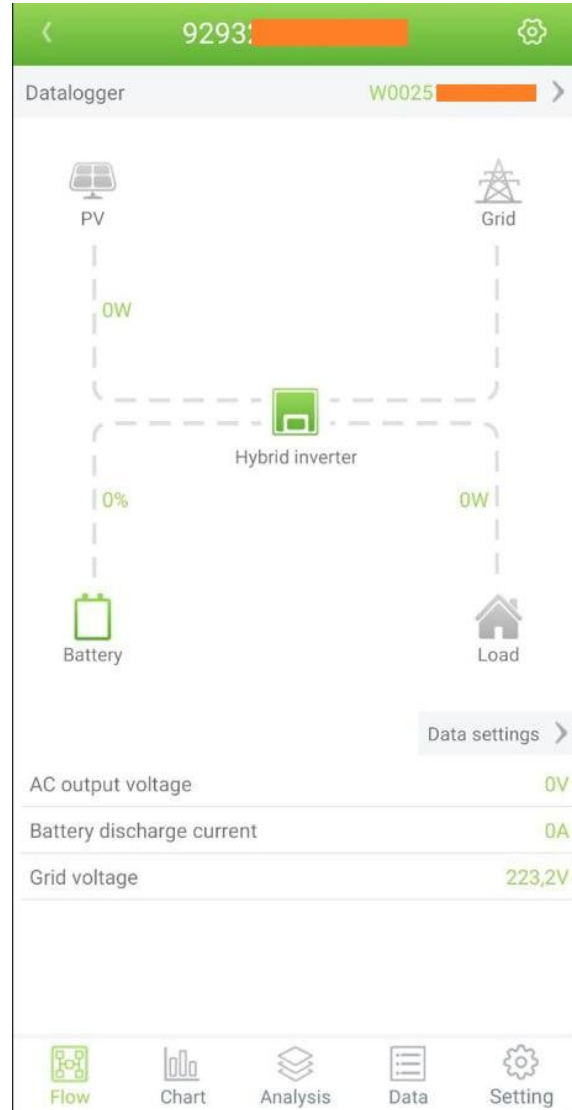 92932
Datalogger W0025
PV Grid
0W
Hybrid inverter
0% 0W
Battery Load
Data settings
AC output voltage 0V
Battery discharge current 0A
Grid voltage 223,2V
Flow Chart Analysis Data Setting